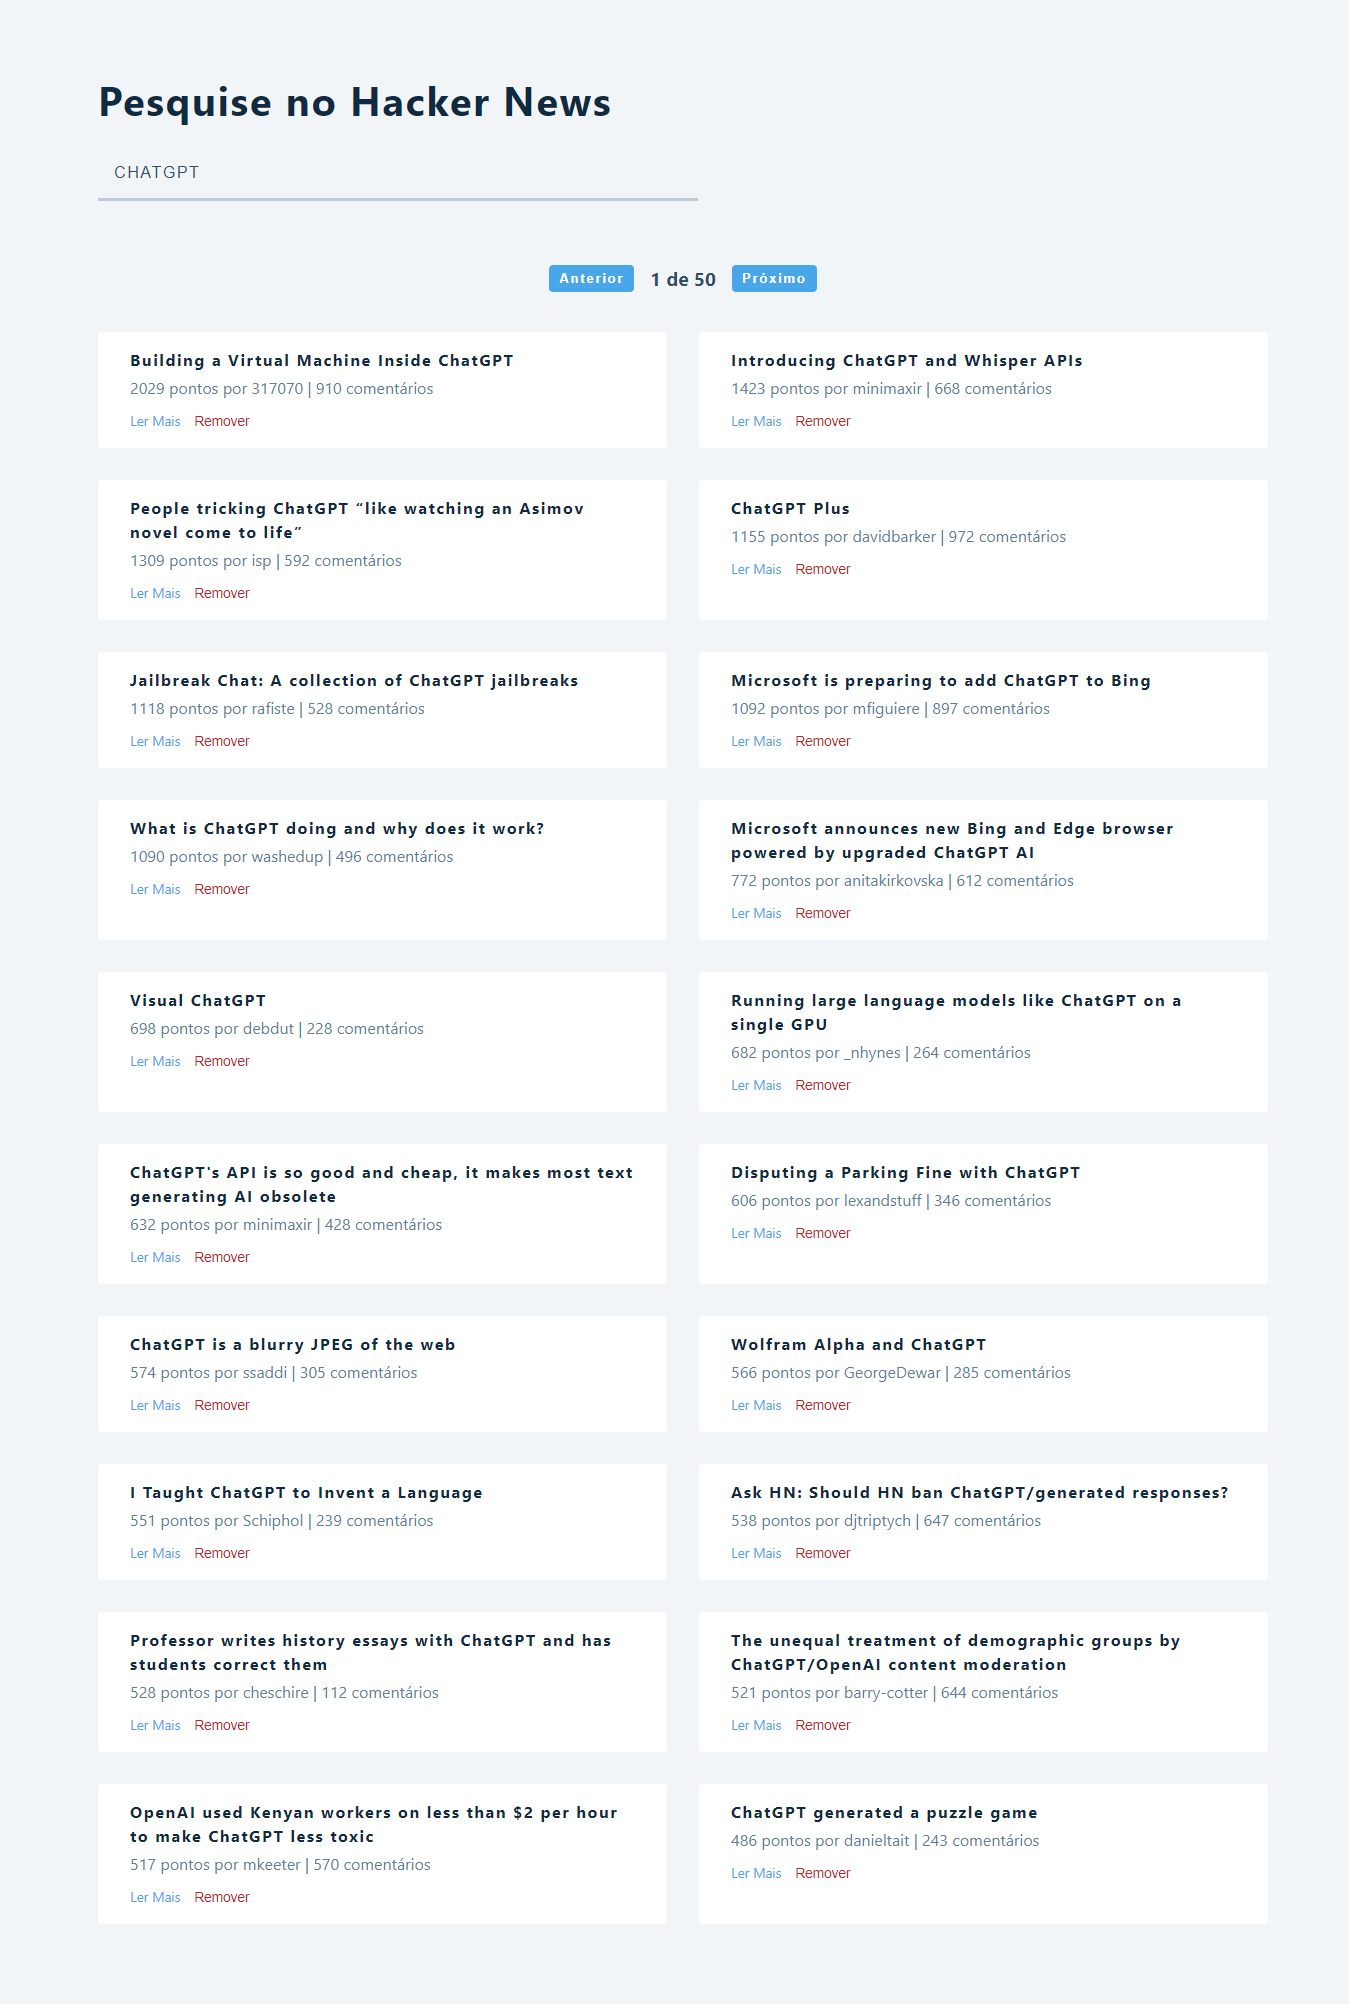 Pesquise no Hacker News
CHATGPT
Anterior 1 de 50 Próximo
Building a Virtual Machine Inside ChatGPT
2029 pontos por 317070 | 910 comentários
Ler Mais Remover
Introducing ChatGPT and Whisper APIs
1423 pontos por minimaxir | 668 comentários
Ler Mais Remover
People tricking ChatGPT “like watching an Asimov
novel come to life”
1309 pontos por isp | 592 comentários
Ler Mais Remover
ChatGPT Plus
1155 pontos por davidbarker | 972 comentários
Ler Mais Remover
Jailbreak Chat: A collection of ChatGPT jailbreaks
1118 pontos por rafiste | 528 comentários
Ler Mais Remover
Microsoft is preparing to add ChatGPT to Bing
1092 pontos por mfiguiere | 897 comentários
Ler Mais Remover
What is ChatGPT doing and why does it work?
1090 pontos por washedup | 496 comentários
Ler Mais Remover
Microsoft announces new Bing and Edge browser
powered by upgraded ChatGPT AI
772 pontos por anitakirkovska | 612 comentários
Ler Mais Remover
Visual ChatGPT
698 pontos por debdut | 228 comentários
Ler Mais Remover
Running large language models like ChatGPT on a
single GPU
682 pontos por _nhynes | 264 comentários
Ler Mais Remover
ChatGPT's API is so good and cheap, it makes most text
generating AI obsolete
632 pontos por minimaxir | 428 comentários
Ler Mais Remover
Disputing a Parking Fine with ChatGPT
606 pontos por lexandstuff | 346 comentários
Ler Mais Remover
ChatGPT is a blurry JPEG of the web
574 pontos por ssaddi | 305 comentários
Ler Mais Remover
Wolfram Alpha and ChatGPT
566 pontos por GeorgeDewar | 285 comentários
Ler Mais Remover
I Taught ChatGPT to Invent a Language
551 pontos por Schiphol | 239 comentários
Ler Mais Remover
Ask HN: Should HN ban ChatGPT/generated responses?
538 pontos por djtriptych | 647 comentários
Ler Mais Remover
Professor writes history essays with ChatGPT and has
students correct them
528 pontos por cheschire | 112 comentários
Ler Mais Remover
The unequal treatment of demographic groups by
ChatGPT/OpenAI content moderation
521 pontos por barry-cotter | 644 comentários
Ler Mais Remover
OpenAI used Kenyan workers on less than $2 per hour
to make ChatGPT less toxic
517 pontos por mkeeter | 570 comentários
Ler Mais Remover
ChatGPT generated a puzzle game
486 pontos por danieltait | 243 comentários
Ler Mais Remover